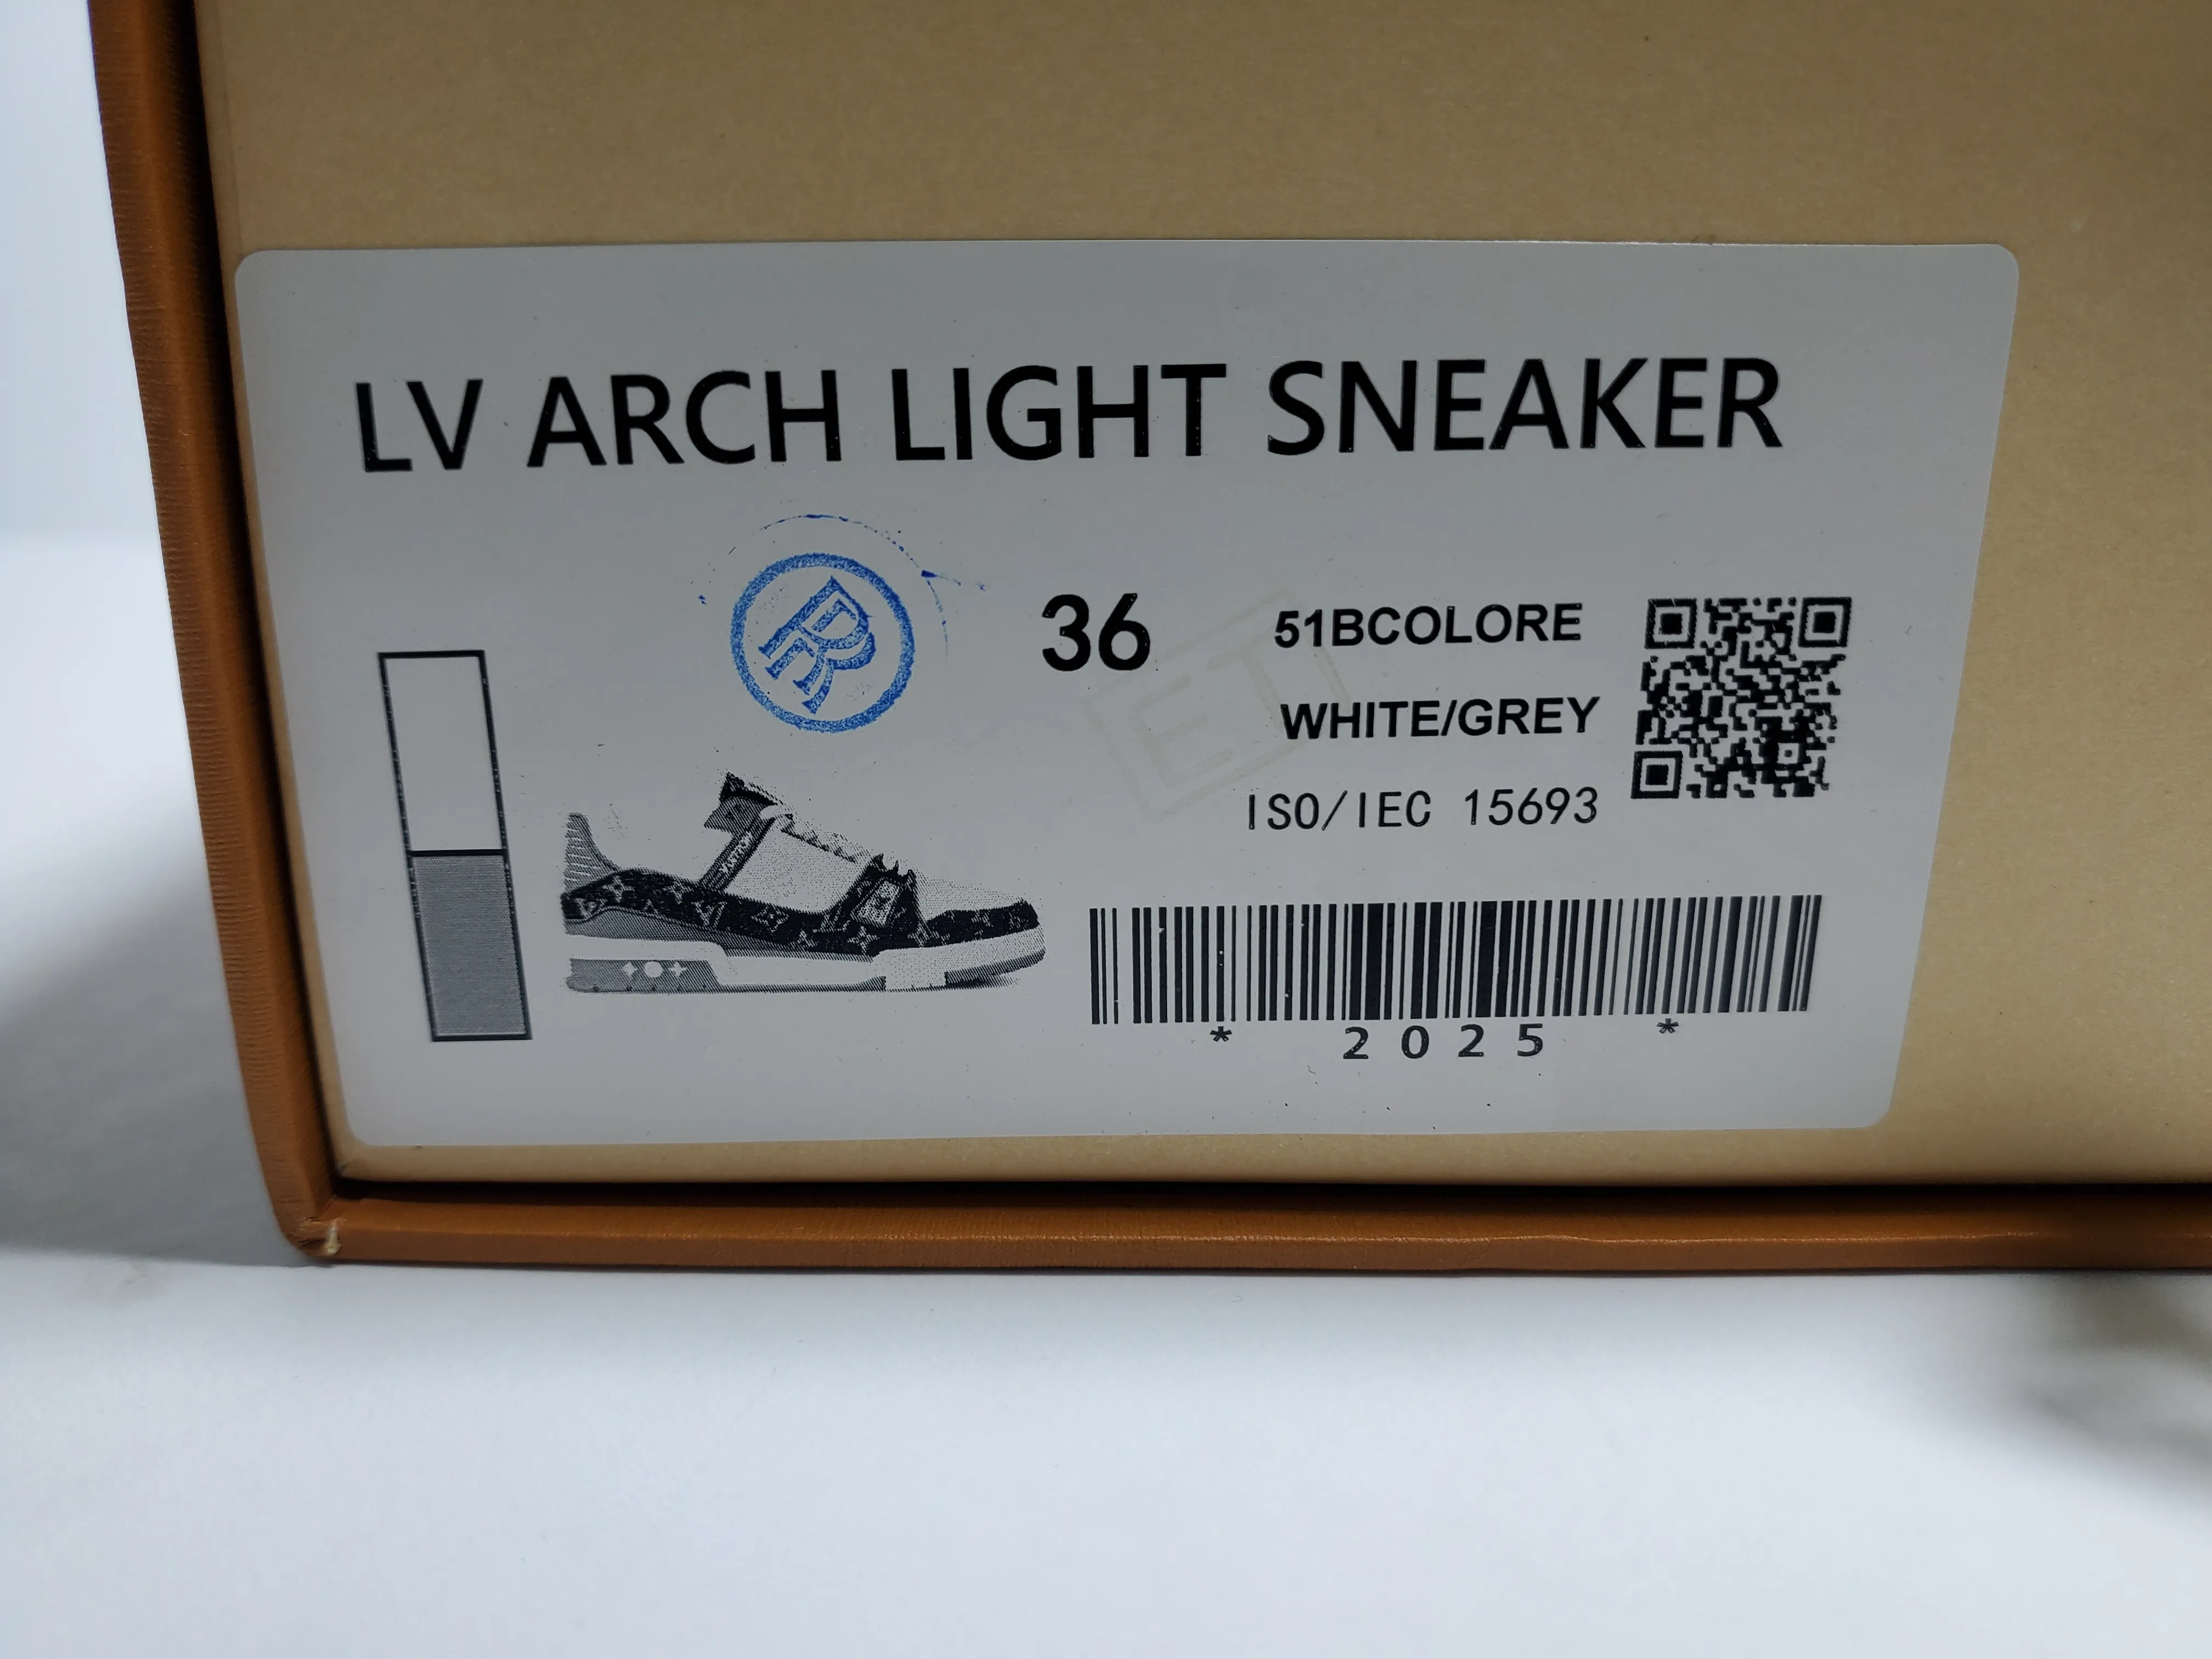 LV ARCH LIGHT SNEAKER
36
51BCOLORE
WHITE/GREY
ISO/IEC 15693
* 2025 *